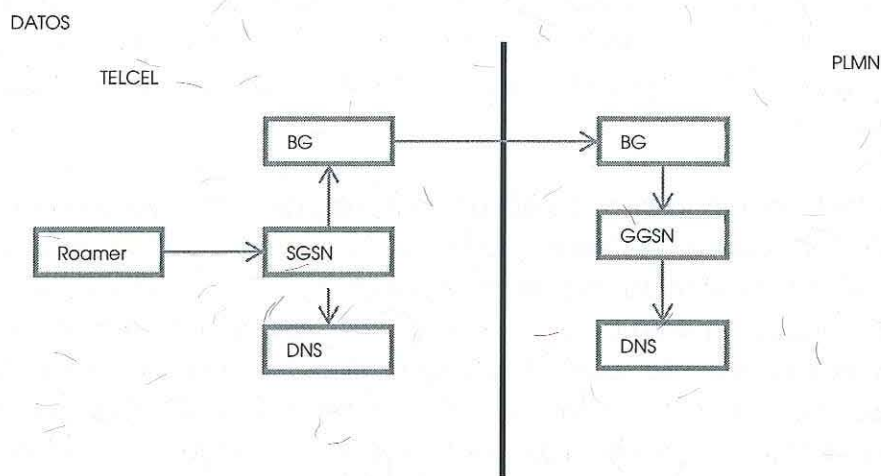 DATOS
TELCEL
PLMN
BG
BG
Roamer
SGSN
GGSN
DNS
DNS